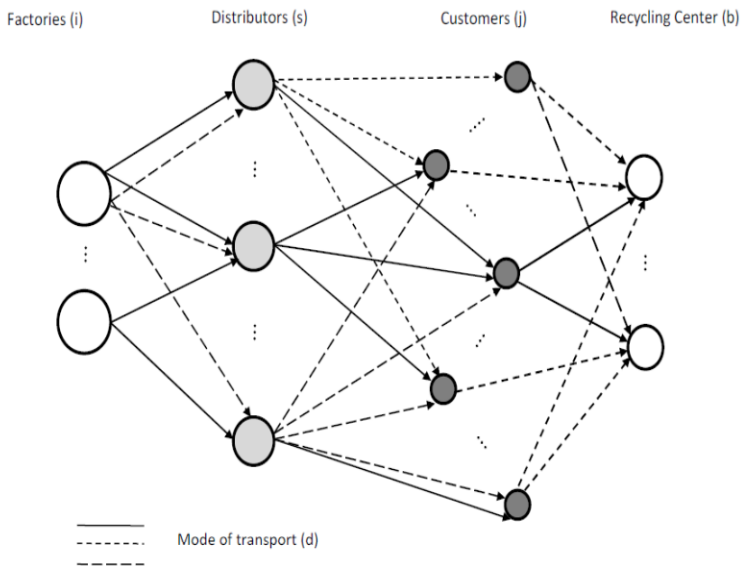 Factories (i)
Distributors (s)
Customers (j)
Recycling Center (b)
Mode of transport (d)